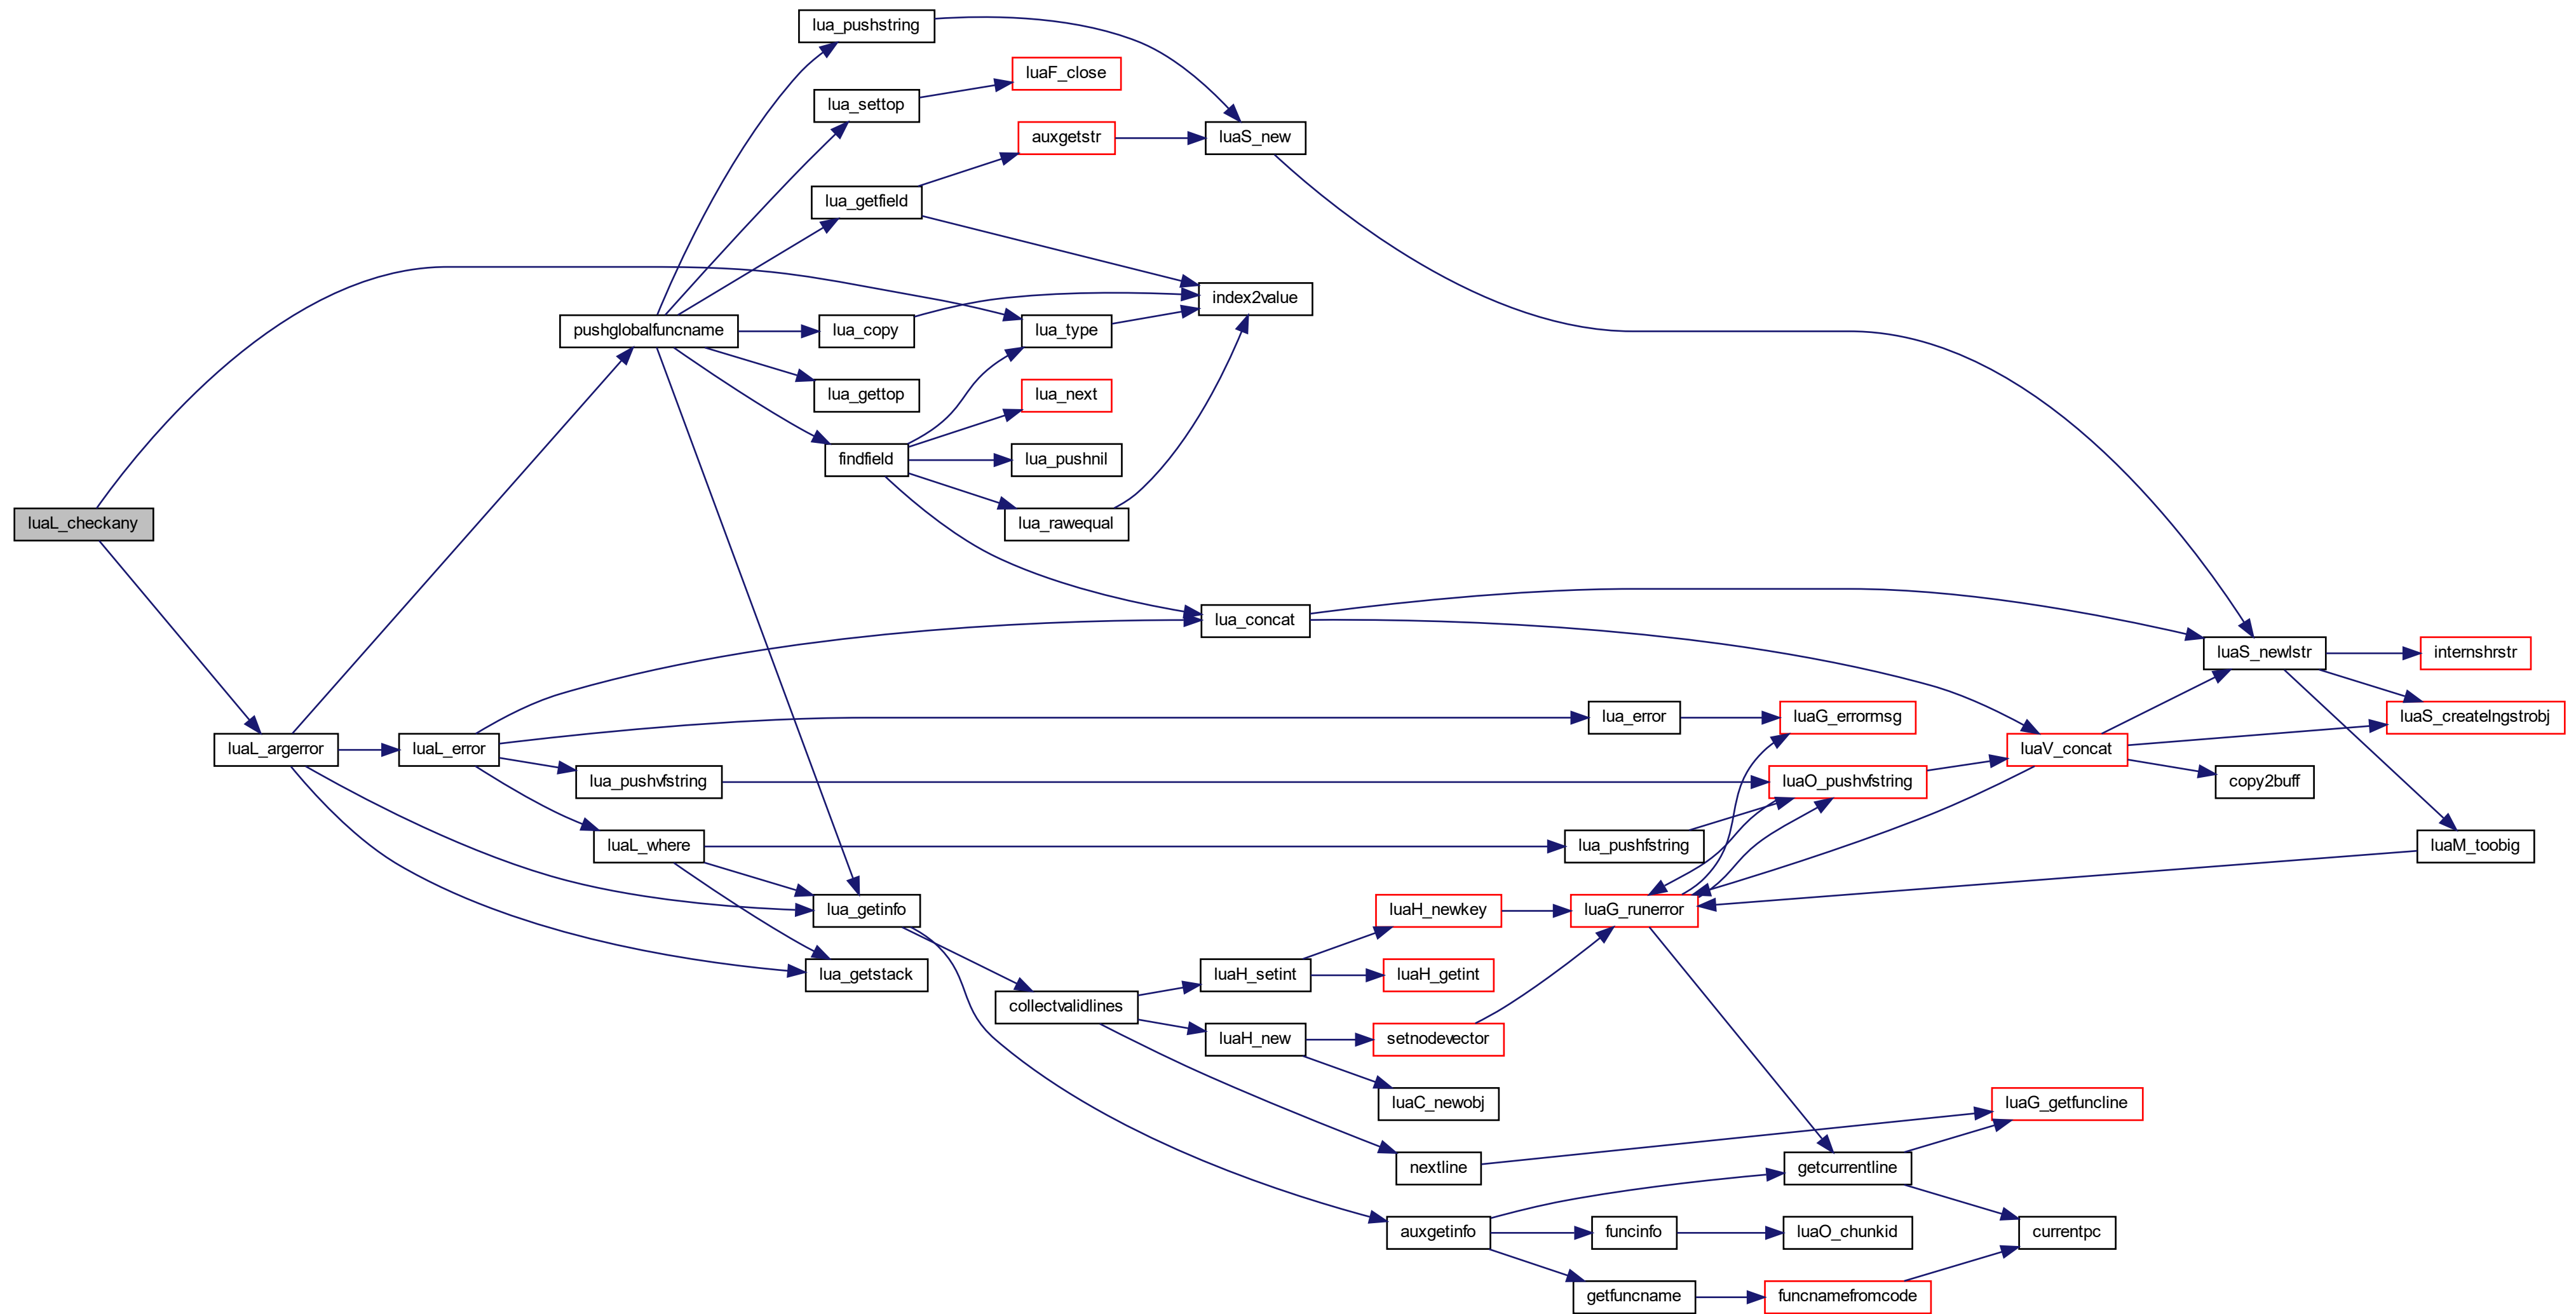 lua_pushstring
lua_settop
luaF_close
auxgetstr
luaS_new
lua_getfield
index2value
pushglobalfuncname
lua_copy
lua_type
lua_gettop
lua_next
findfield
lua_pushnil
lua_rawequal
luaL_checkany
lua_concat
luaS_newlstr
internshrstr
luaS_createlngstrobj
luaL_argerror
luaL_error
lua_error
luaG_errormsg
luaV_concat
lua_pushvfstring
luaO_pushvfstring
copy2buff
luaL_where
lua_pushfstring
luaM_toobig
lua_getinfo
luaH_newkey
luaG_runerror
lua_getstack
luaH_setint
luaH_getint
collectvalidlines
luaH_new
setnodevector
luaC_newobj
luaG_getfuncline
nextline
getcurrentline
auxgetinfo
funcinfo
luaO_chunkid
currentpc
getfuncname
funcnamefromcode